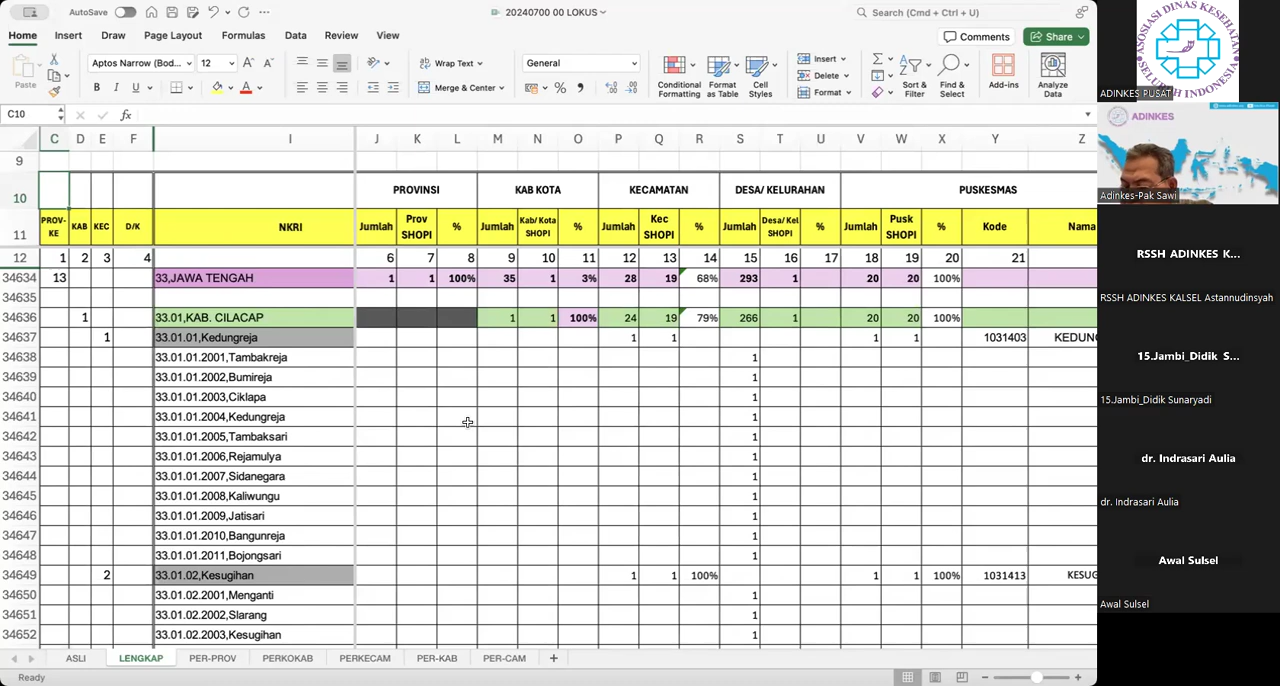 AutoSave
20240700 00 LOKUS
Search (Cmd + Ctrl + U)
Home Insert Draw Page Layout Formulas Data Review View
Comments Share
Paste
Aptos Narrow (Bod... 12 A A
B I U A
Wrap Text
Merge & Center
General
%
Conditional Formatting
Format as Table
Cell Styles
Insert
Delete
Format
Sort & Filter
Find & Select
Add-ins
Analyze Data
C10 fx
C D E F I J K L M N O P Q R S T U V W X Y Z
9
10 PROVINSI KAB KOTA KECAMATAN DESA/ KELURAHAN PUSKESMAS
11 PROV-KE KAB KEC D/K NKRI Jumlah Prov SHOPI % Jumlah Kab/ Kota SHOPI % Jumlah Kec SHOPI % Jumlah Desa/ Kel SHOPI % Jumlah Pusk SHOPI % Kode Nama
12 1 2 3 4 6 7 8 9 10 11 12 13 14 15 16 17 18 19 20 21
34634 13 33,JAWA TENGAH 1 1 100% 35 1 3% 28 19 68% 293 1 20 20 100%
34635
34636 1 33.01,KAB. CILACAP 1 1 100% 24 19 79% 266 1 20 20 100%
34637 1 33.01.01,Kedungreja 1 1 1 1 1031403 KEDUN
34638 33.01.01.2001,Tambakreja 1
34639 33.01.01.2002,Bumireja 1
34640 33.01.01.2003,Ciklapa 1
34641 33.01.01.2004,Kedungreja 1
34642 33.01.01.2005,Tambaksari 1
34643 33.01.01.2006,Rejamulya 1
34644 33.01.01.2007,Sidanegara 1
34645 33.01.01.2008,Kaliwungu 1
34646 33.01.01.2009,Jatisari 1
34647 33.01.01.2010,Bangunreja 1
34648 33.01.01.2011,Bojongsari 1
34649 2 33.01.02,Kesugihan 1 1 100% 1 1 100% 1031413 KESUG
34650 33.01.02.2001,Menganti 1
34651 33.01.02.2002,Slarang 1
34652 33.01.02.2003,Kesugihan 1
ASLI LENGKAP PER-PROV PERKOKAB PERKECAM PER-KAB PER-CAM
Ready
ASOSIASI DINAS KESEHATAN
SELURUH INDONESIA
ADINKES PUSAT
ADINKES
Adinkes-Pak Sawi
RSSH ADINKES K...
RSSH ADINKES KALSEL Astannudinsyah
15.Jambi_Didik S...
15.Jambi_Didik Sunaryadi
dr. Indrasari Aulia
dr. Indrasari Aulia
Awal Sulsel
Awal Sulsel